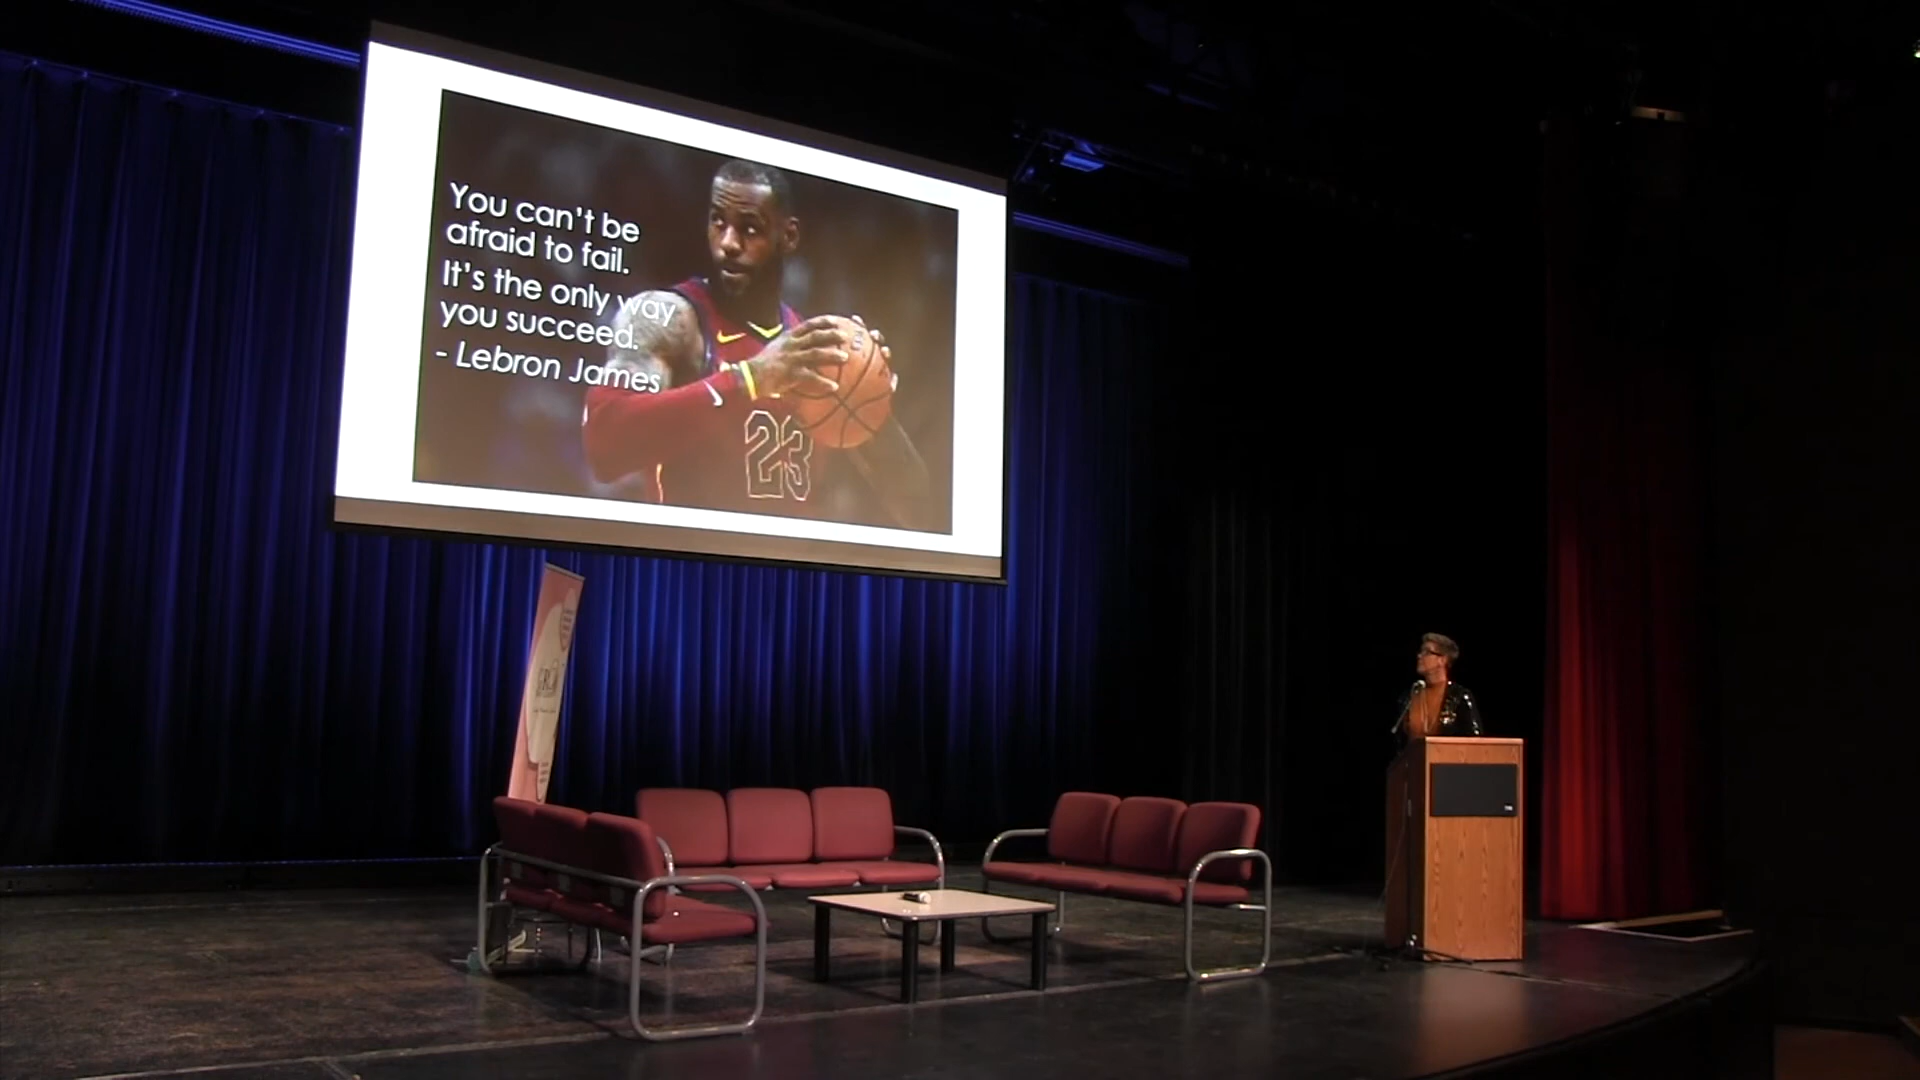 You can't be
afraid to fail.
It's the only way
you succeed.
- Lebron James
23